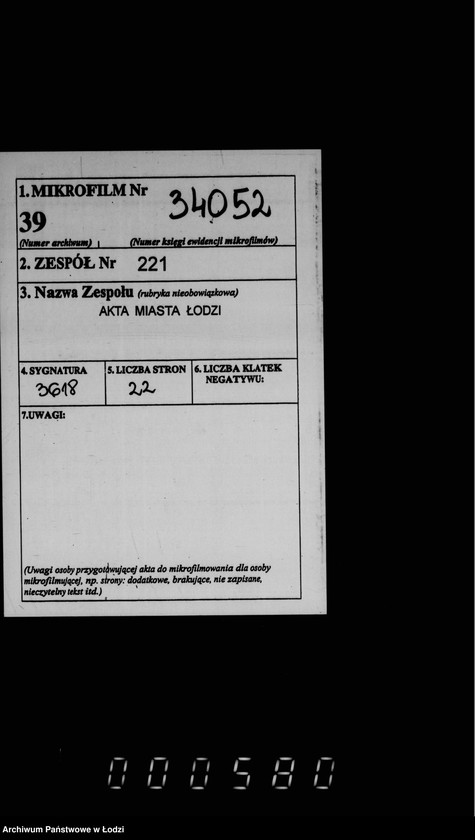 1. MIKROFILM Nr 34052
39
(Numer archiwum) (Numer księgi ewidencji mikrofilmów)
2. ZESPÓŁ Nr 221
3. Nazwa Zespołu (rubryka nieobowiązkowa)
AKTA MIASTA ŁODZI
4. SYGNATURA 5. LICZBA STRON 6. LICZBA KLATEK
NEGATYWU:
3618 22
7.UWAGI:
(Uwagi osoby przygotowującej akta do mikrofilmowania dla osoby
mikrofilmującej, np. strony: dodatkowe, brakujące, nie zapisane,
nieczytelny tekst itd.)
000580
Archiwum Państwowe w Łodzi